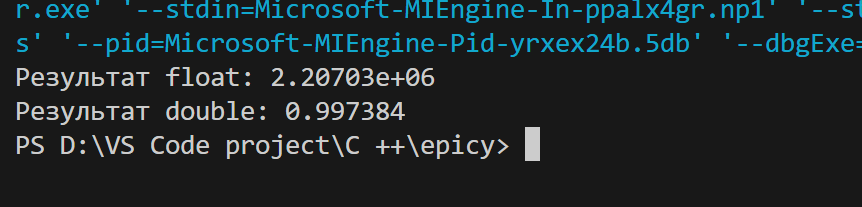 r.exe' '--stdin=Microsoft-MIEngine-In-ppalx4gr.np1' '--st
s' '--pid=Microsoft-MIEngine-Pid-yrxex24b.5db' '--dbgExe=
Результат float: 2.20703e+06
Результат double: 0.997384
PS D:\VS Code project\C ++\epicy>